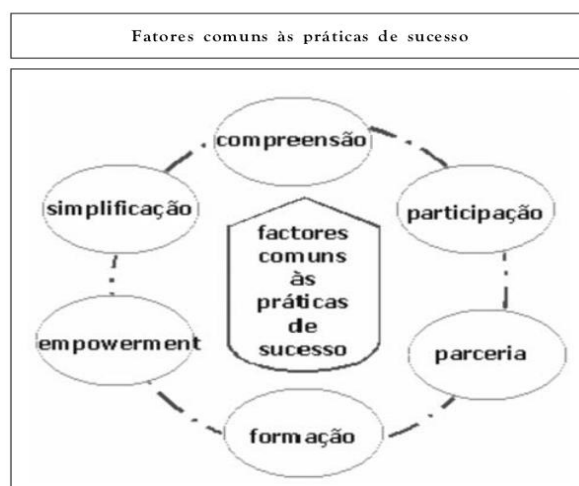 Fatores comuns às práticas de sucesso
compreensão
simplificação
participação
factores
comuns
às
práticas
de
sucesso
empowerment
parceria
formação